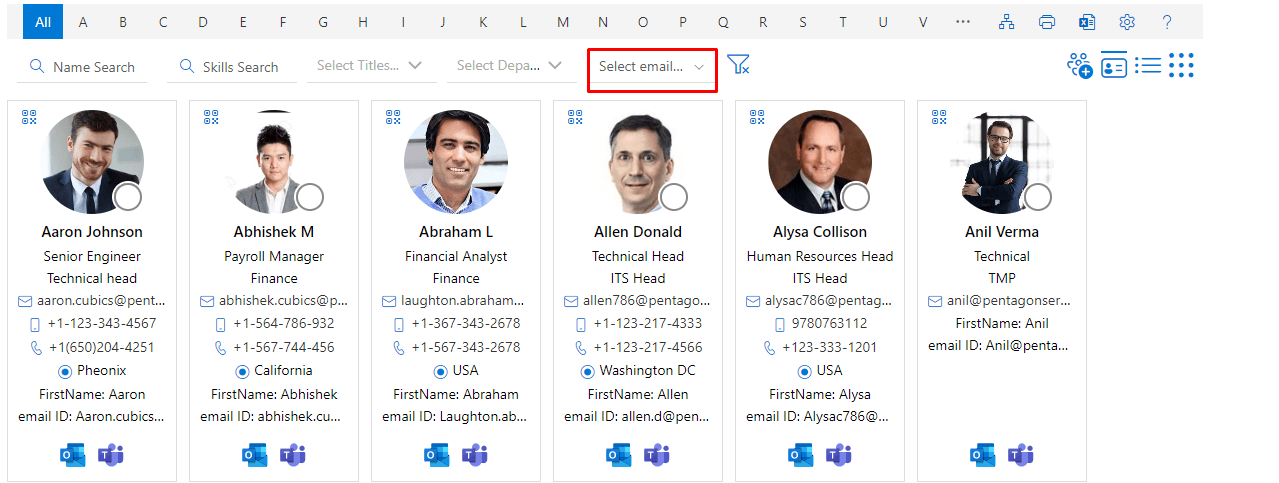 All A B C D E F G H I J K L M N O P Q R S T U V ... ?
Name Search Skills Search Select Titles... Select Depa... Select email...
Aaron Johnson
Senior Engineer
Technical head
aaron.cubics@pent...
+1-123-343-4567
+1(650)204-4251
Pheonix
FirstName: Aaron
email ID: Aaron.cubics...
Abhishek M
Payroll Manager
Finance
abhishek.cubics@p...
+1-564-786-932
+1-567-744-456
California
FirstName: Abhishek
email ID: abhishek.cu...
Abraham L
Financial Analyst
Finance
laughton.abraham...
+1-367-343-2678
+1-567-343-2678
USA
FirstName: Abraham
email ID: Laughton.ab...
Allen Donald
Technical Head
ITS Head
allen786@pentago...
+1-123-217-4333
+1-123-217-4566
Washington DC
FirstName: Allen
email ID: allen.d@pen...
Alysa Collison
Human Resources Head
ITS Head
alysac786@pentag...
9780763112
+123-333-1201
USA
FirstName: Alysa
email ID: Alysac786@...
Anil Verma
Technical
TMP
anil@pentagonser...
FirstName: Anil
email ID: Anil@penta...